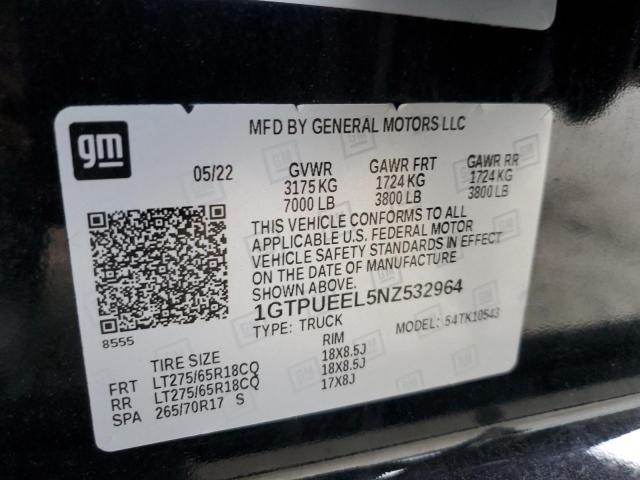 gm
MFD BY GENERAL MOTORS LLC
05/22 GVWR GAWR FRT GAWR RR
3175 KG 1724 KG 1724 KG
7000 LB 3800 LB 3800 LB
THIS VEHICLE CONFORMS TO ALL
APPLICABLE U.S. FEDERAL MOTOR
VEHICLE SAFETY STANDARDS IN EFFECT
ON THE DATE OF MANUFACTURE
SHOWN ABOVE.
1GTPUEEL5NZ532964
8555 TYPE: TRUCK MODEL: 54TK10543
TIRE SIZE RIM
FRT LT275/65R18CQ 18X8.5J
RR LT275/65R18CQ 18X8.5J
SPA 265/70R17 S 17X8J